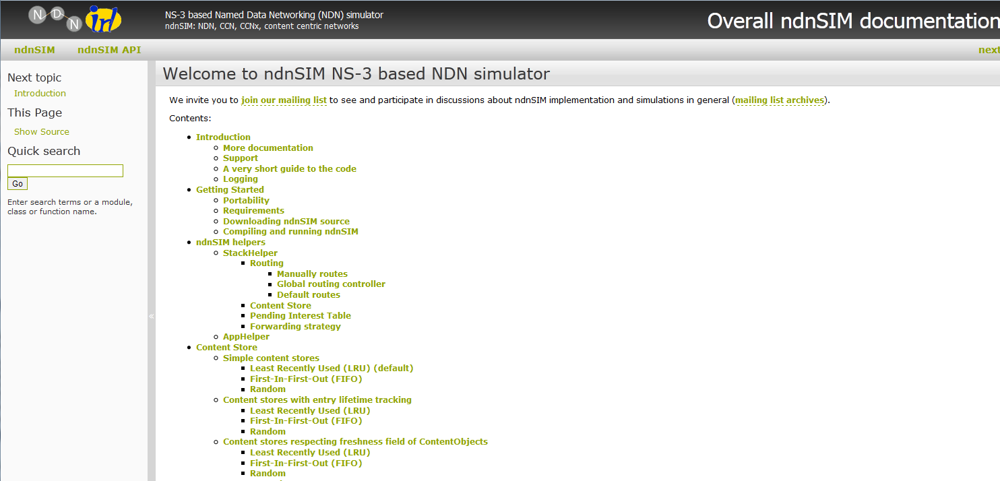 N D N irl
NS-3 based Named Data Networking (NDN) simulator
ndnSIM: NDN, CCN, CCNx, content centric networks
Overall ndnSIM documentation
ndnSIM ndnSIM API next
Next topic
Introduction
This Page
Show Source
Quick search
Go
Enter search terms or a module,
class or function name.
«
Welcome to ndnSIM NS-3 based NDN simulator
We invite you to join our mailing list to see and participate in discussions about ndnSIM implementation and simulations in general (mailing list archives).
Contents:
Introduction
More documentation
Support
A very short guide to the code
Logging
Getting Started
Portability
Requirements
Downloading ndnSIM source
Compiling and running ndnSIM
ndnSIM helpers
StackHelper
Routing
Manually routes
Global routing controller
Default routes
Content Store
Pending Interest Table
Forwarding strategy
AppHelper
Content Store
Simple content stores
Least Recently Used (LRU) (default)
First-In-First-Out (FIFO)
Random
Content stores with entry lifetime tracking
Least Recently Used (LRU)
First-In-First-Out (FIFO)
Random
Content stores respecting freshness field of ContentObjects
Least Recently Used (LRU)
First-In-First-Out (FIFO)
Random